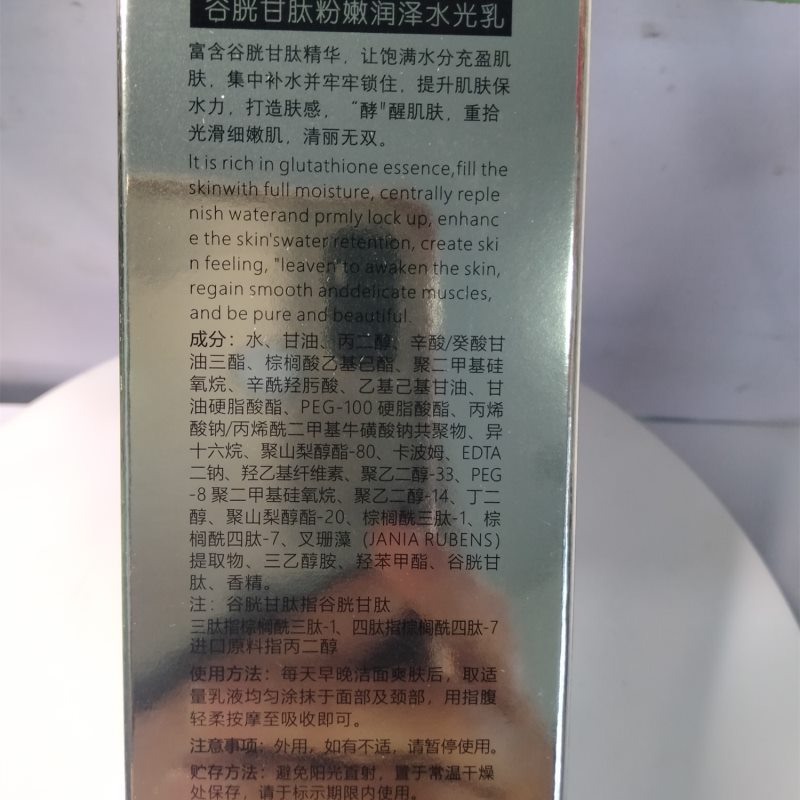 谷胱甘肽粉嫩润泽水光乳
富含谷胱甘肽精华，让饱满水分充盈肌
肤，集中补水并牢牢锁住，提升肌肤保
水力，打造肤感，“酵"醒肌肤，重拾
光滑细嫩肌，清丽无双。
It is rich in glutathione essence,fill the
skinwith full moisture, centrally reple
nish waterand prmly lock up, enhanc
e the skin'swater retention, create ski
n feeling, "leaven to awaken the skin,
regain smooth anddelicate muscles,
and be pure and beautiful.
成分：水、甘油、丙二醇、辛酸/癸酸甘
油三酯、棕榈酸乙基己酯、聚二甲基硅
氧烷、辛酰羟肟酸、乙基己基甘油、甘
油硬脂酸酯、PEG-100 硬脂酸酯、丙烯
酸钠/丙烯酰二甲基牛磺酸钠共聚物、异
十六烷、聚山梨醇酯-80、卡波姆、EDTA
二钠、羟乙基纤维素、聚乙二醇-33、PEG
-8 聚二甲基硅氧烷、聚乙二醇-14、丁二
醇、聚山梨醇酯-20、棕榈酰三肽-1、棕
榈酰四肽-7、叉珊藻（JANIA RUBENS）
提取物、三乙醇胺、羟苯甲酯、谷胱甘
肽、香精。
注：谷胱甘肽指谷胱甘肽
三肽指棕榈酰三肽-1、四肽指棕榈酰四肽-7
进口原料指丙二醇
使用方法：每天早晚洁面爽肤后，取适
量乳液均匀涂抹于面部及颈部，用指腹
轻柔按摩至吸收即可。
注意事项：外用，如有不适，请暂停使用。
贮存方法：避免阳光直射，置于常温干燥
处保存，请于标示期限内使用。